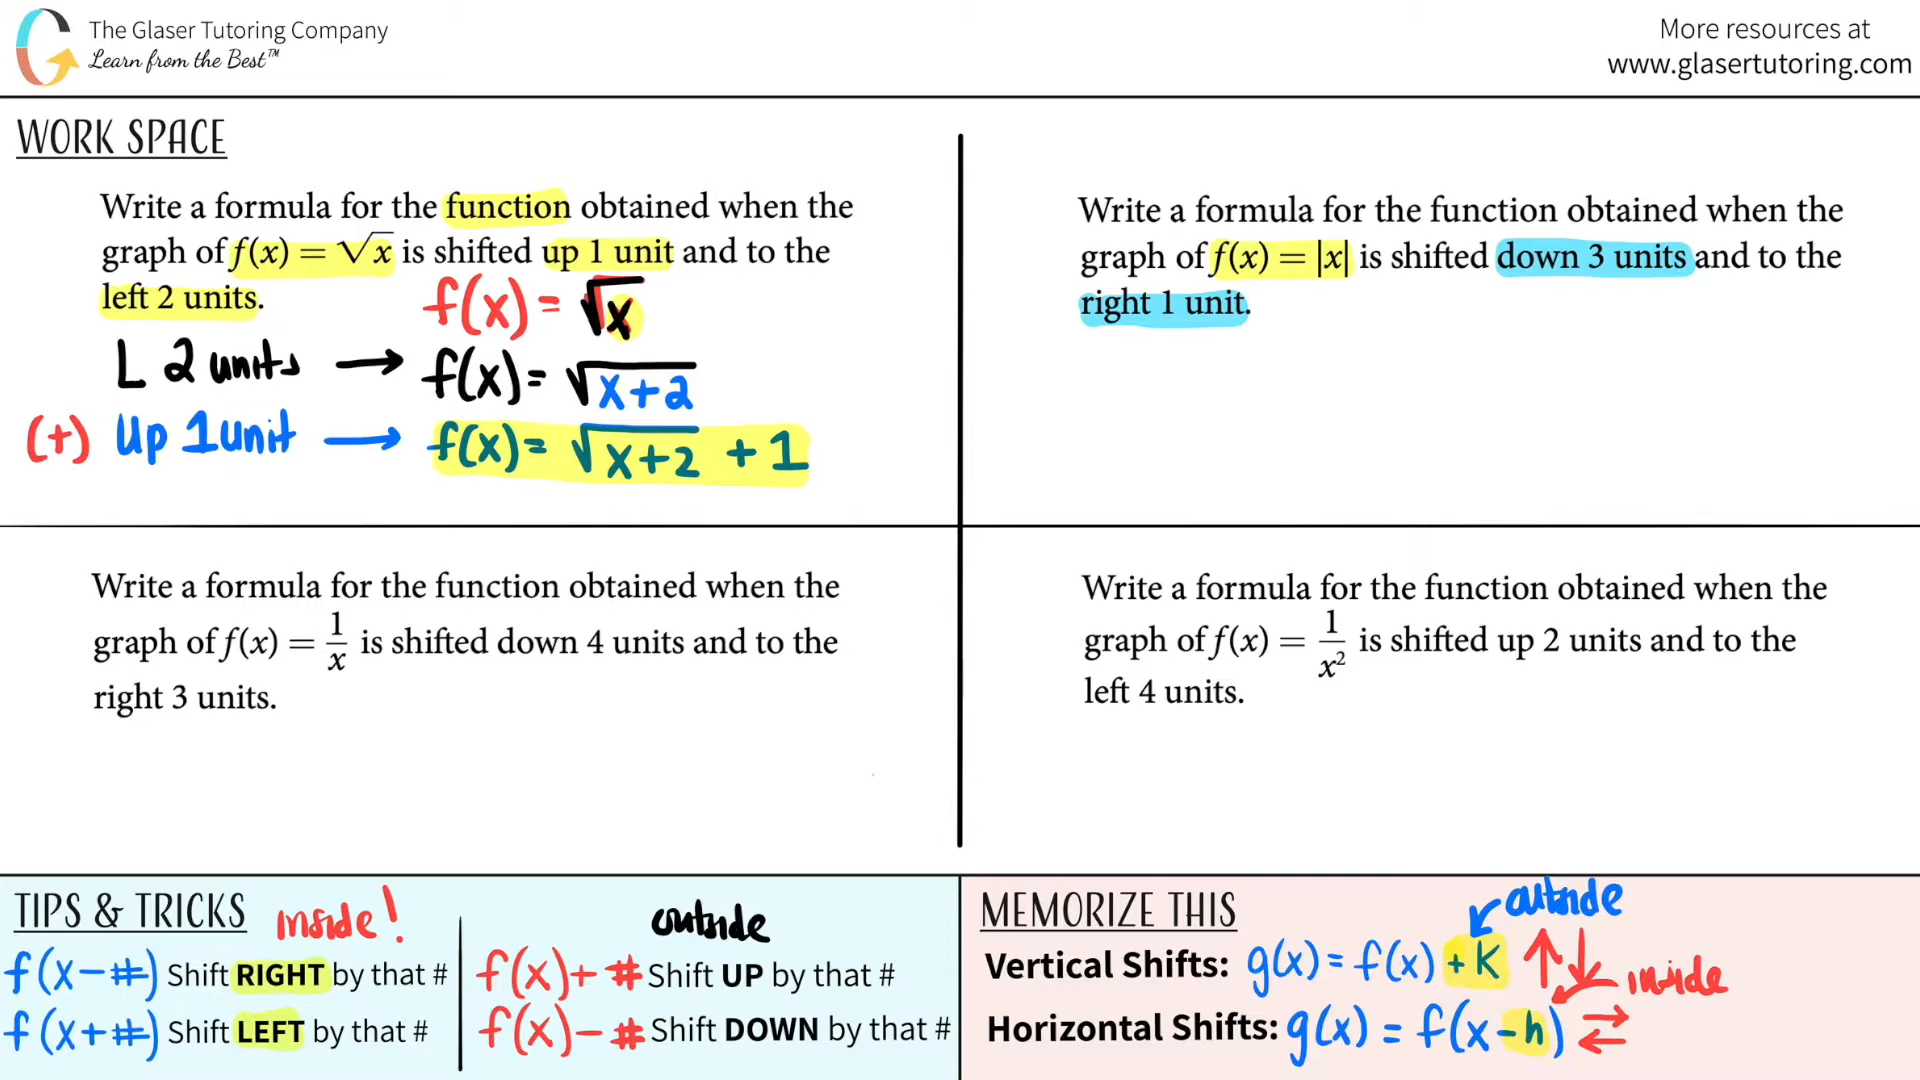 The Glaser Tutoring Company
Learn from the Best™
More resources at
www.glasertutoring.com
WORK SPACE
Write a formula for the function obtained when the
graph of f(x) = √x is shifted up 1 unit and to the
left 2 units.
f(x) = √x
L 2 units → f(x) = √x+2
(+) Up 1 unit → f(x) = √x+2 + 1
Write a formula for the function obtained when the
graph of f(x) = |x| is shifted down 3 units and to the
right 1 unit.
Write a formula for the function obtained when the
graph of f(x) = 1/x is shifted down 4 units and to the
right 3 units.
Write a formula for the function obtained when the
graph of f(x) = 1/x² is shifted up 2 units and to the
left 4 units.
TIPS & TRICKS inside!
f(x-#) Shift RIGHT by that #
f(x+#) Shift LEFT by that #
outside
f(x)+ # Shift UP by that #
f(x)- # Shift DOWN by that #
MEMORIZE THIS outside
Vertical Shifts: g(x) = f(x) + K ↑↓ inside
Horizontal Shifts: g(x) = f(x-h) ⇄